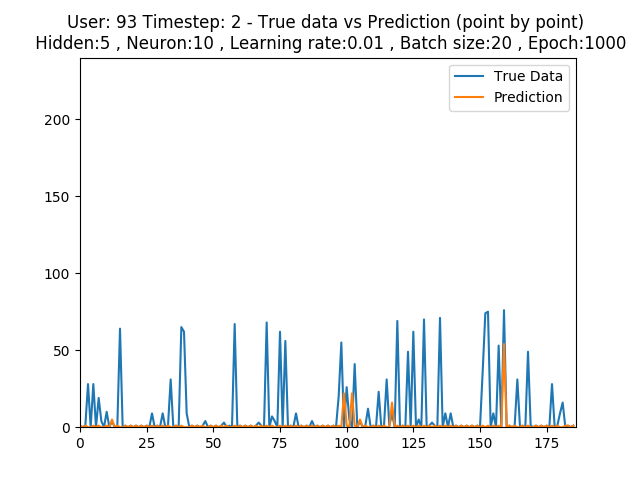 User: 93 Timestep: 2 - True data vs Prediction (point by point)
Hidden:5 , Neuron:10 , Learning rate:0.01 , Batch size:20 , Epoch:1000
True Data
Prediction
200
150
100
50
0
0 25 50 75 100 125 150 175